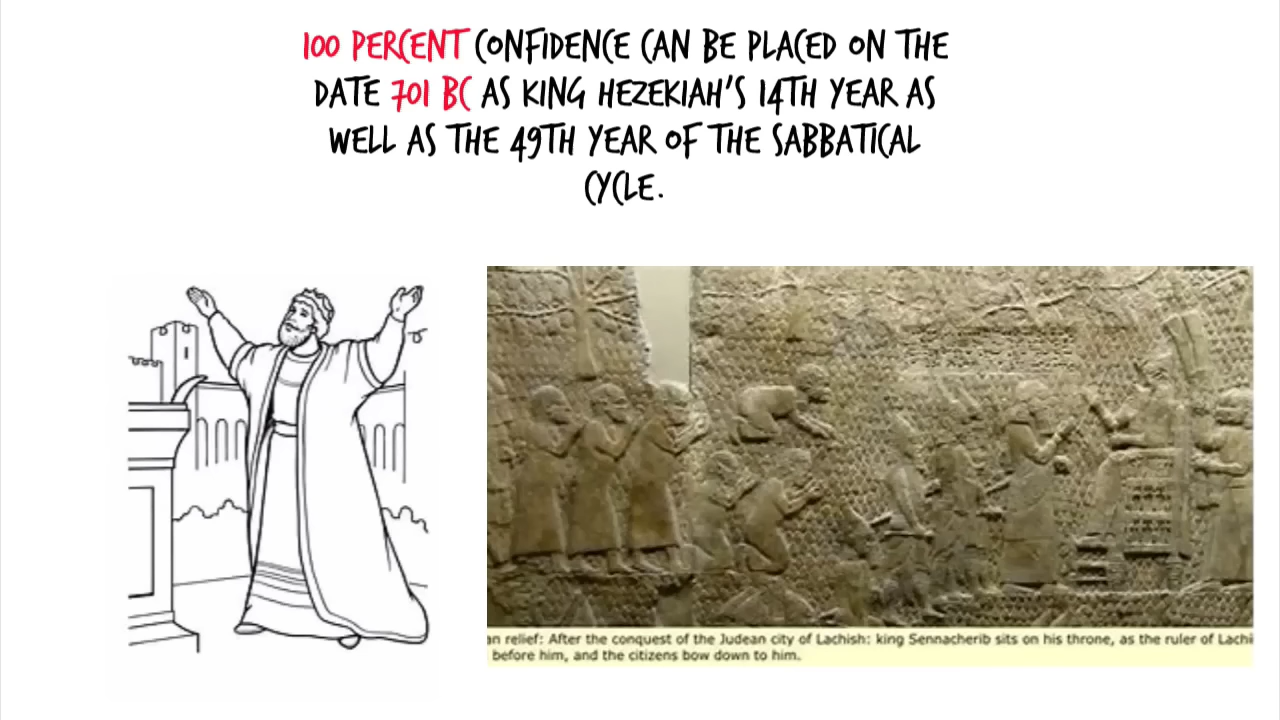 100 PERCENT CONFIDENCE CAN BE PLACED ON THE
DATE 701 BC AS KING HEZEKIAH'S 14TH YEAR AS
WELL AS THE 49TH YEAR OF THE SABBATICAL
CYCLE.
an relief: After the conquest of the Judean city of Lachish: king Sennacherib sits on his throne, as the ruler of Lachi
before him, and the citizens bow down to him.